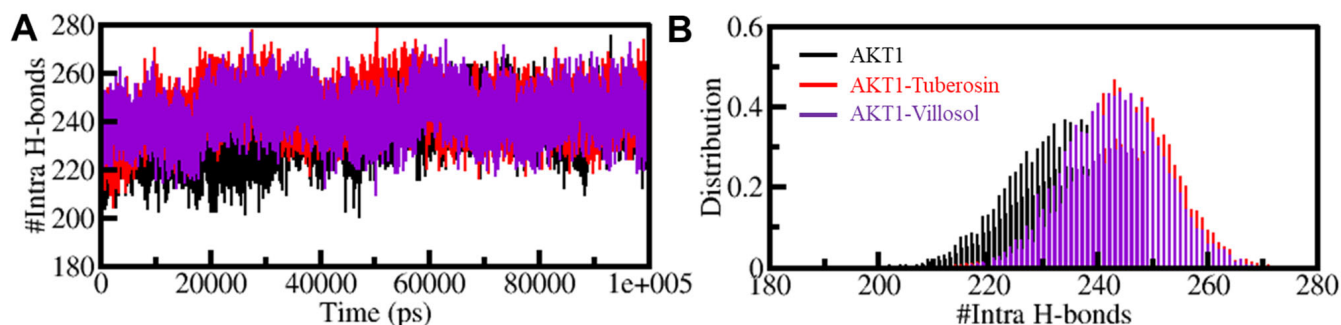 A
280
260
240
220
200
180
#Intra H-bonds
0
20000
40000
60000
80000
1e+005
Time (ps)
B
0.6
0.4
0.2
0
Distribution
AKT1
AKT1-Tuberosin
AKT1-Villosol
180
200
220
240
260
280
#Intra H-bonds